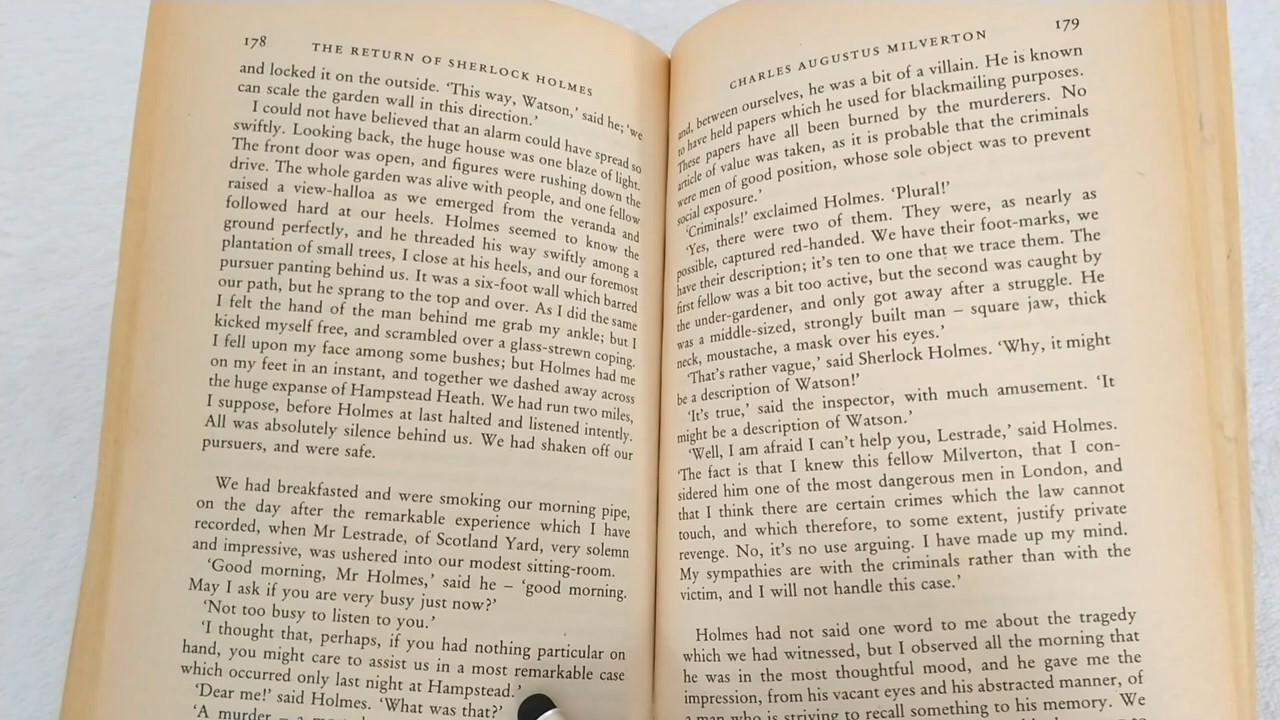 178
THE RETURN OF SHERLOCK HOLMES
and locked it on the outside. ‘This way, Watson,’ said he; ‘we
can scale the garden wall in this direction.’
I could not have believed that an alarm could have spread so
swiftly. Looking back, the huge house was one blaze of light.
The front door was open, and figures were rushing down the
drive. The whole garden was alive with people, and one fellow
raised a view-halloa as we emerged from the veranda and
followed hard at our heels. Holmes seemed to know the
ground perfectly, and he threaded his way swiftly among a
plantation of small trees, I close at his heels, and our foremost
pursuer panting behind us. It was a six-foot wall which barred
our path, but he sprang to the top and over. As I did the same
I felt the hand of the man behind me grab my ankle; but I
kicked myself free, and scrambled over a glass-strewn coping.
I fell upon my face among some bushes; but Holmes had me
on my feet in an instant, and together we dashed away across
the huge expanse of Hampstead Heath. We had run two miles,
I suppose, before Holmes at last halted and listened intently.
All was absolutely silence behind us. We had shaken off our
pursuers, and were safe.
We had breakfasted and were smoking our morning pipe,
on the day after the remarkable experience which I have
recorded, when Mr Lestrade, of Scotland Yard, very solemn
and impressive, was ushered into our modest sitting-room.
‘Good morning, Mr Holmes,’ said he – ‘good morning.
May I ask if you are very busy just now?’
‘Not too busy to listen to you.’
‘I thought that, perhaps, if you had nothing particular on
hand, you might care to assist us in a most remarkable case
which occurred only last night at Hampstead.’
‘Dear me!’ said Holmes. ‘What was that?’
‘A murder – a
179
CHARLES AUGUSTUS MILVERTON
and, between ourselves, he was a bit of a villain. He is known
to have held papers which he used for blackmailing purposes.
These papers have all been burned by the murderers. No
article of value was taken, as it is probable that the criminals
were men of good position, whose sole object was to prevent
social exposure.’
‘Criminals!’ exclaimed Holmes. ‘Plural!’
‘Yes, there were two of them. They were, as nearly as
possible, captured red-handed. We have their foot-marks, we
have their description; it’s ten to one that we trace them. The
first fellow was a bit too active, but the second was caught by
the under-gardener, and only got away after a struggle. He
was a middle-sized, strongly built man – square jaw, thick
neck, moustache, a mask over his eyes.’
‘That’s rather vague,’ said Sherlock Holmes. ‘Why, it might
be a description of Watson!’
‘It’s true,’ said the inspector, with much amusement. ‘It
might be a description of Watson.’
‘Well, I am afraid I can’t help you, Lestrade,’ said Holmes.
‘The fact is that I knew this fellow Milverton, that I con-
sidered him one of the most dangerous men in London, and
that I think there are certain crimes which the law cannot
touch, and which therefore, to some extent, justify private
revenge. No, it’s no use arguing. I have made up my mind.
My sympathies are with the criminals rather than with the
victim, and I will not handle this case.’
Holmes had not said one word to me about the tragedy
which we had witnessed, but I observed all the morning that
he was in the most thoughtful mood, and he gave me the
impression, from his vacant eyes and his abstracted manner, of
a man who is striving to recall something to his memory. We